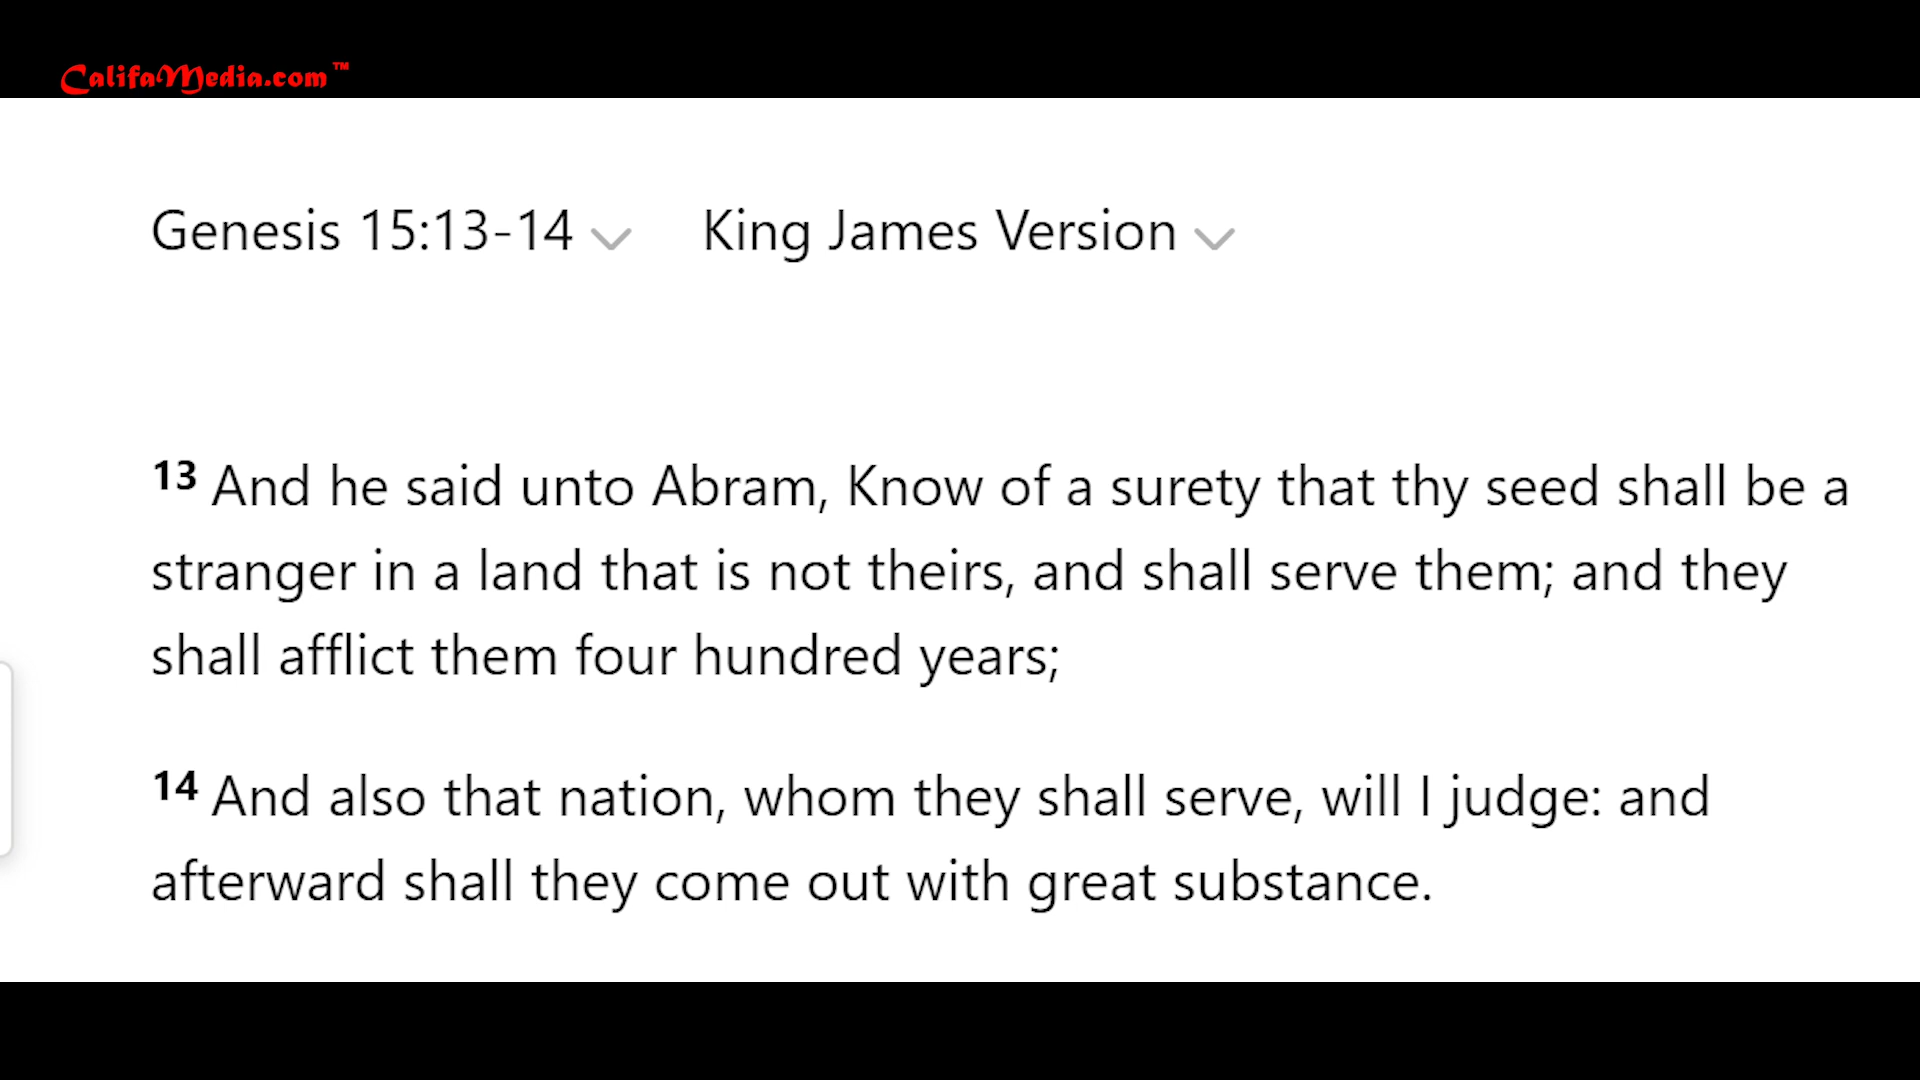 CalifaMedia.com™
Genesis 15:13-14 King James Version
13 And he said unto Abram, Know of a surety that thy seed shall be a
stranger in a land that is not theirs, and shall serve them; and they
shall afflict them four hundred years;
14 And also that nation, whom they shall serve, will I judge: and
afterward shall they come out with great substance.